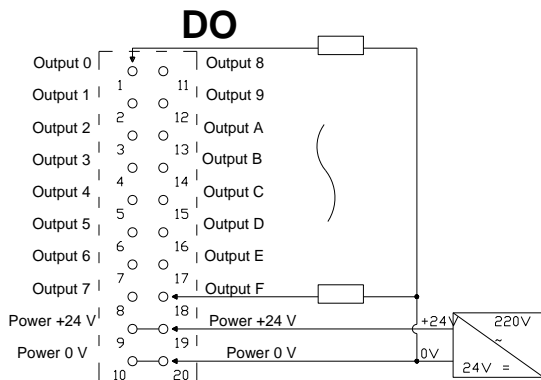 DO
Output 0 Output 8
1 11
Output 1 Output 9
2 12
Output 2 Output A
3 13
Output 3 Output B
4 14
Output 4 Output C
5 15
Output 5 Output D
6 16
Output 6 Output E
7 17
Output 7 Output F
8 18
Power +24 V Power +24 V +24V 220V
~
9 19
Power 0 V Power 0 V 0V
24V =
10 20